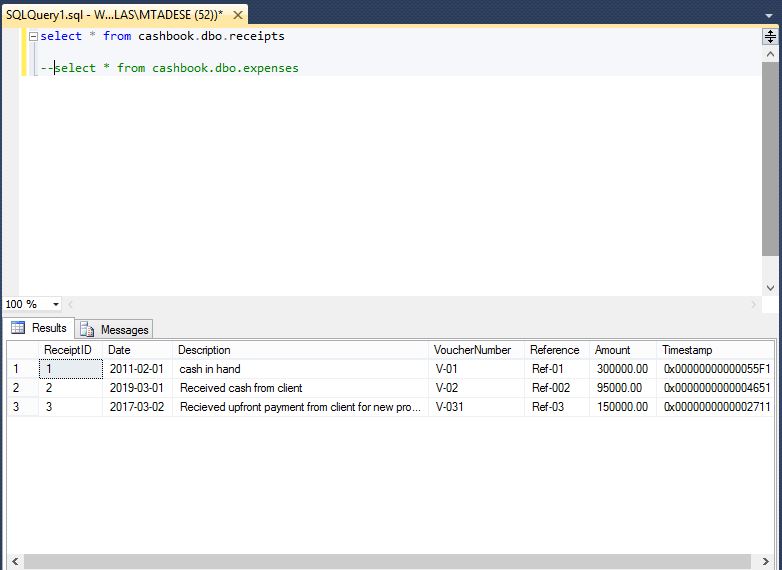 SQLQuery1.sql - W...LAS\MTADESE (52))*
select * from cashbook.dbo.receipts
--select * from cashbook.dbo.expenses
100 %
Results Messages
ReceiptID Date Description VoucherNumber Reference Amount Timestamp
1 1 2011-02-01 cash in hand V-01 Ref-01 300000.00 0x00000000000055F1
2 2 2019-03-01 Received cash from client V-02 Ref-002 95000.00 0x0000000000004651
3 3 2017-03-02 Recieved upfront payment from client for new pro... V-031 Ref-03 150000.00 0x0000000000002711